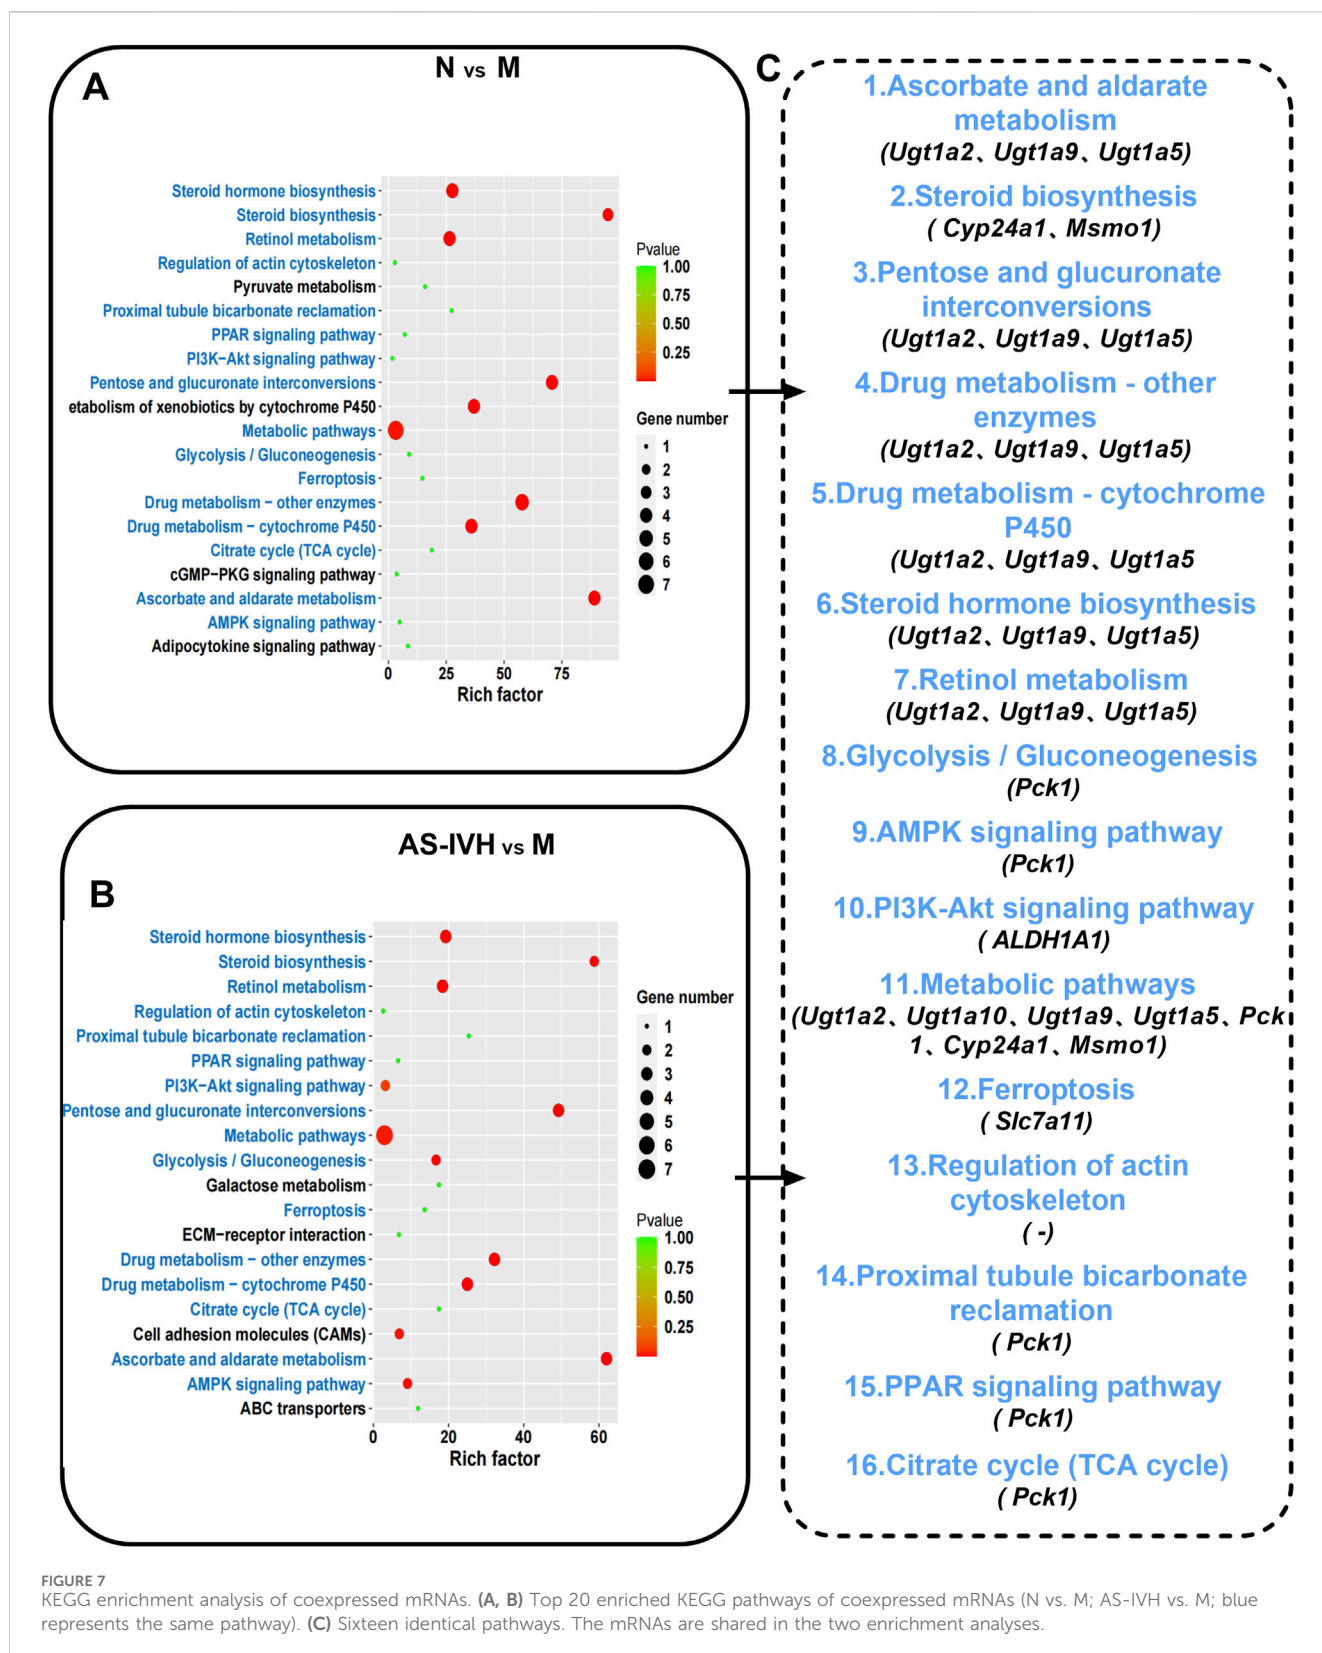 A
N vs M
Steroid hormone biosynthesis
Steroid biosynthesis
Retinol metabolism
Regulation of actin cytoskeleton
Pyruvate metabolism
Proximal tubule bicarbonate reclamation
PPAR signaling pathway
PI3K−Akt signaling pathway
Pentose and glucuronate interconversions
etabolism of xenobiotics by cytochrome P450
Metabolic pathways
Glycolysis / Gluconeogenesis
Ferroptosis
Drug metabolism − other enzymes
Drug metabolism − cytochrome P450
Citrate cycle (TCA cycle)
cGMP−PKG signaling pathway
Ascorbate and aldarate metabolism
AMPK signaling pathway
Adipocytokine signaling pathway
0 25 50 75
Rich factor
Pvalue
1.00
0.75
0.50
0.25
Gene number
1
2
3
4
5
6
7
B
AS-IVH vs M
Steroid hormone biosynthesis
Steroid biosynthesis
Retinol metabolism
Regulation of actin cytoskeleton
Proximal tubule bicarbonate reclamation
PPAR signaling pathway
PI3K−Akt signaling pathway
Pentose and glucuronate interconversions
Metabolic pathways
Glycolysis / Gluconeogenesis
Galactose metabolism
Ferroptosis
ECM−receptor interaction
Drug metabolism − other enzymes
Drug metabolism − cytochrome P450
Citrate cycle (TCA cycle)
Cell adhesion molecules (CAMs)
Ascorbate and aldarate metabolism
AMPK signaling pathway
ABC transporters
0 20 40 60
Rich factor
Gene number
1
2
3
4
5
6
7
Pvalue
1.00
0.75
0.50
0.25
C
1.Ascorbate and aldarate
metabolism
(Ugt1a2、Ugt1a9、Ugt1a5)
2.Steroid biosynthesis
( Cyp24a1、Msmo1)
3.Pentose and glucuronate
interconversions
(Ugt1a2、Ugt1a9、Ugt1a5)
4.Drug metabolism - other
enzymes
(Ugt1a2、Ugt1a9、Ugt1a5)
5.Drug metabolism - cytochrome
P450
(Ugt1a2、Ugt1a9、Ugt1a5
6.Steroid hormone biosynthesis
(Ugt1a2、Ugt1a9、Ugt1a5)
7.Retinol metabolism
(Ugt1a2、Ugt1a9、Ugt1a5)
8.Glycolysis / Gluconeogenesis
(Pck1)
9.AMPK signaling pathway
(Pck1)
10.PI3K-Akt signaling pathway
( ALDH1A1)
11.Metabolic pathways
(Ugt1a2、Ugt1a10、Ugt1a9、Ugt1a5、Pck
1、Cyp24a1、Msmo1)
12.Ferroptosis
( Slc7a11)
13.Regulation of actin
cytoskeleton
( -)
14.Proximal tubule bicarbonate
reclamation
( Pck1)
15.PPAR signaling pathway
( Pck1)
16.Citrate cycle (TCA cycle)
( Pck1)
FIGURE 7
KEGG enrichment analysis of coexpressed mRNAs. (A, B) Top 20 enriched KEGG pathways of coexpressed mRNAs (N vs. M; AS-IVH vs. M; blue
represents the same pathway). (C) Sixteen identical pathways. The mRNAs are shared in the two enrichment analyses.